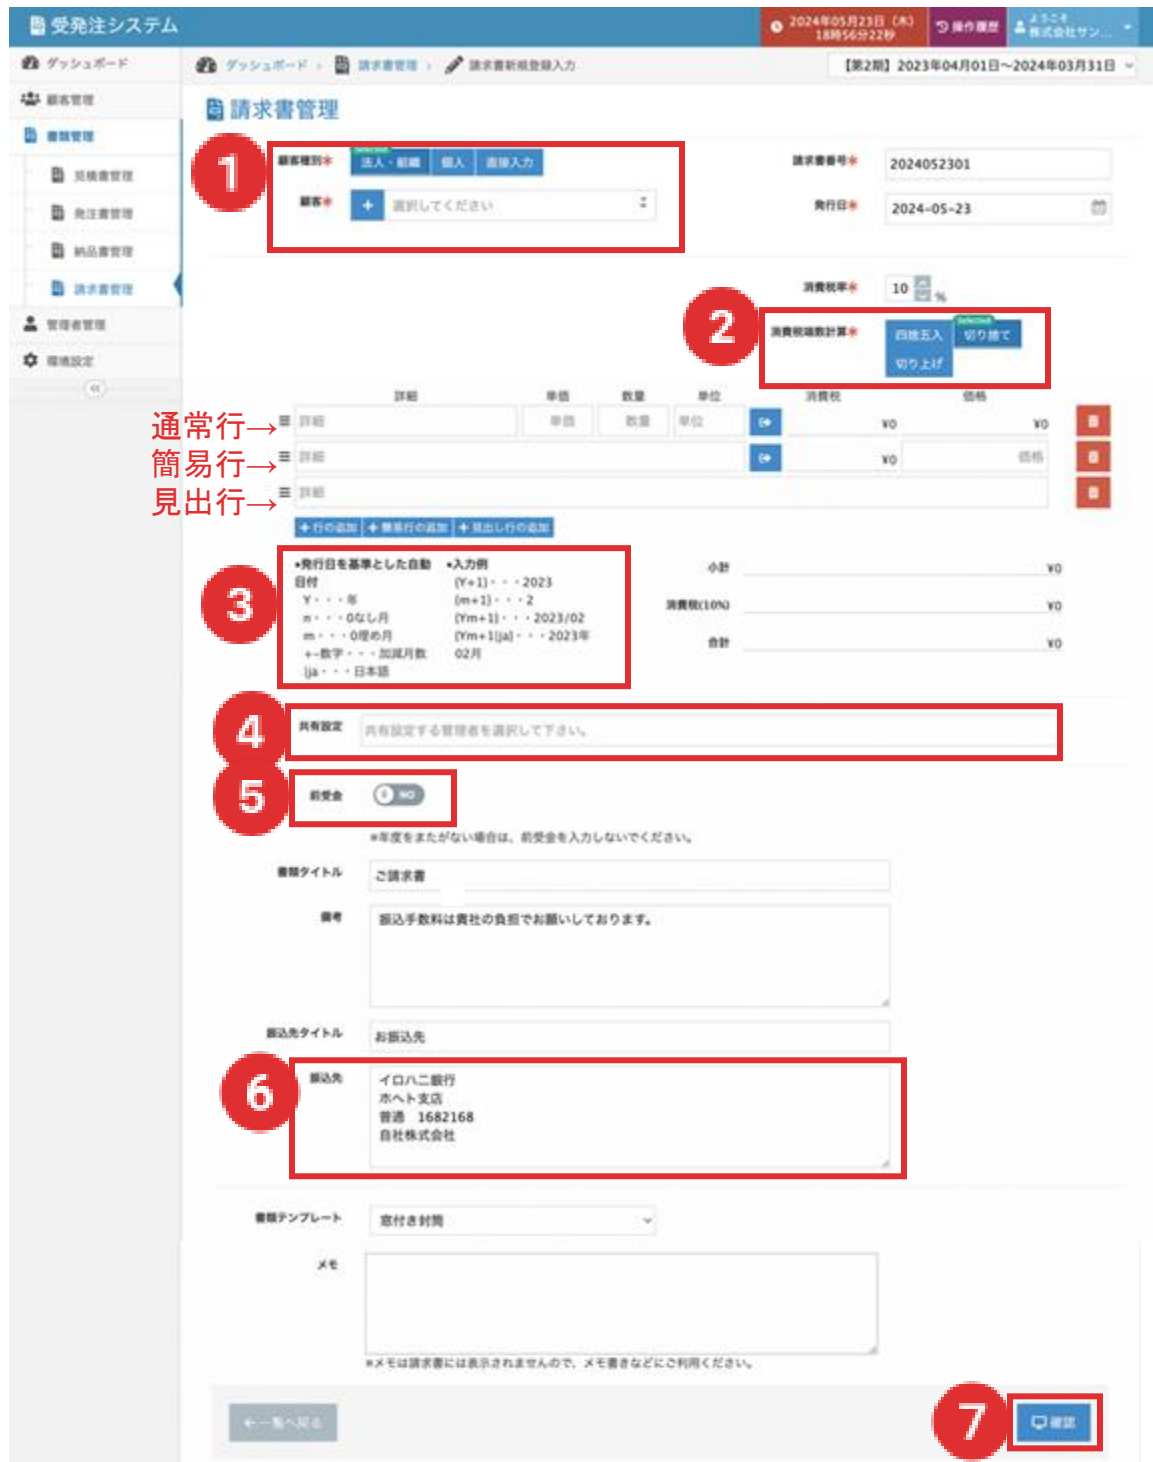 受発注システム
2024年05月23日（木）
18時56分22秒
操作履歴
ようこそ
株式会社サン...
ダッシュボード
ダッシュボード
請求書管理
請求書新規登録入力
【第2期】2023年04月01日～2024年03月31日
顧客管理
書類管理
見積書管理
発注書管理
納品書管理
請求書管理
管理者管理
環境設定
請求書管理
1
顧客種別*
Selected
法人・組織
個人
直接入力
請求書番号*
2024052301
顧客*
+
選択してください
発行日*
2024-05-23
消費税率*
10
%
2
消費税端数計算*
四捨五入
Selected
切り捨て
切り上げ
詳細 単価 数量 単位 消費税 価格
通常行→
詳細 単価 数量 単位 ¥0 ¥0
簡易行→
詳細 ¥0 価格
見出行→
詳細
+行の追加
+簡易行の追加
+見出し行の追加
3
•発行日を基準とした自動
日付
Y・・・年
n・・・0なし月
m・・・0埋め月
+-数字・・・加減月数
|ja・・・日本語
•入力例
(Y+1)・・・2023
(m+1)・・・2
(Ym+1)・・・2023/02
(Ym+1|ja)・・・2023年
02月
小計 ¥0
消費税(10%) ¥0
合計 ¥0
4
共有設定
共有設定する管理者を選択して下さい。
5
前受金
NO
※年度をまたがない場合は、前受金を入力しないでください。
書類タイトル
ご請求書
備考
振込手数料は貴社の負担でお願いしております。
振込先タイトル
お振込先
6
振込先
イロハニ銀行
ホヘト支店
普通　1682168
自社株式会社
書類テンプレート
窓付き封筒
メモ
※メモは請求書には表示されませんので、メモ書きなどにご利用ください。
←一覧へ戻る
7
確認